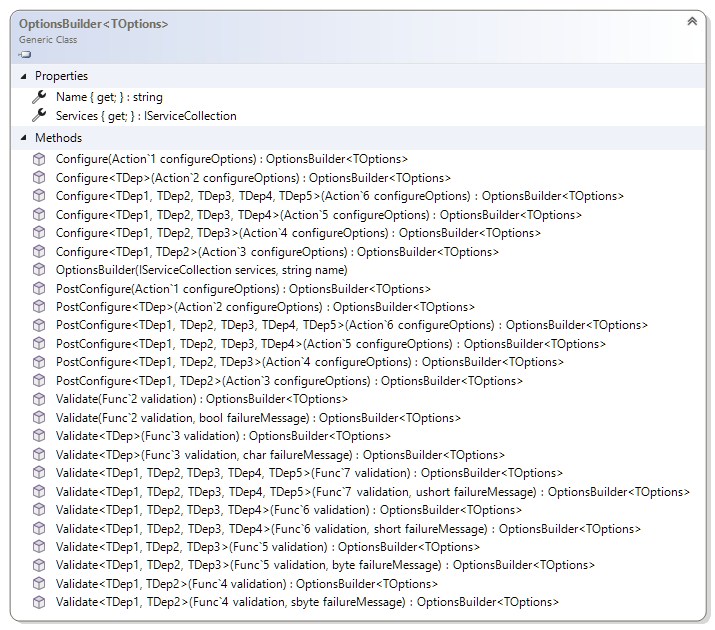 OptionsBuilder<TOptions>
Generic Class
Properties
Name { get; } : string
Services { get; } : IServiceCollection
Methods
Configure(Action`1 configureOptions) : OptionsBuilder<TOptions>
Configure<TDep>(Action`2 configureOptions) : OptionsBuilder<TOptions>
Configure<TDep1, TDep2, TDep3, TDep4, TDep5>(Action`6 configureOptions) : OptionsBuilder<TOptions>
Configure<TDep1, TDep2, TDep3, TDep4>(Action`5 configureOptions) : OptionsBuilder<TOptions>
Configure<TDep1, TDep2, TDep3>(Action`4 configureOptions) : OptionsBuilder<TOptions>
Configure<TDep1, TDep2>(Action`3 configureOptions) : OptionsBuilder<TOptions>
OptionsBuilder(IServiceCollection services, string name)
PostConfigure(Action`1 configureOptions) : OptionsBuilder<TOptions>
PostConfigure<TDep>(Action`2 configureOptions) : OptionsBuilder<TOptions>
PostConfigure<TDep1, TDep2, TDep3, TDep4, TDep5>(Action`6 configureOptions) : OptionsBuilder<TOptions>
PostConfigure<TDep1, TDep2, TDep3, TDep4>(Action`5 configureOptions) : OptionsBuilder<TOptions>
PostConfigure<TDep1, TDep2, TDep3>(Action`4 configureOptions) : OptionsBuilder<TOptions>
PostConfigure<TDep1, TDep2>(Action`3 configureOptions) : OptionsBuilder<TOptions>
Validate(Func`2 validation) : OptionsBuilder<TOptions>
Validate(Func`2 validation, bool failureMessage) : OptionsBuilder<TOptions>
Validate<TDep>(Func`3 validation) : OptionsBuilder<TOptions>
Validate<TDep>(Func`3 validation, char failureMessage) : OptionsBuilder<TOptions>
Validate<TDep1, TDep2, TDep3, TDep4, TDep5>(Func`7 validation) : OptionsBuilder<TOptions>
Validate<TDep1, TDep2, TDep3, TDep4, TDep5>(Func`7 validation, ushort failureMessage) : OptionsBuilder<TOptions>
Validate<TDep1, TDep2, TDep3, TDep4>(Func`6 validation) : OptionsBuilder<TOptions>
Validate<TDep1, TDep2, TDep3, TDep4>(Func`6 validation, short failureMessage) : OptionsBuilder<TOptions>
Validate<TDep1, TDep2, TDep3>(Func`5 validation) : OptionsBuilder<TOptions>
Validate<TDep1, TDep2, TDep3>(Func`5 validation, byte failureMessage) : OptionsBuilder<TOptions>
Validate<TDep1, TDep2>(Func`4 validation) : OptionsBuilder<TOptions>
Validate<TDep1, TDep2>(Func`4 validation, sbyte failureMessage) : OptionsBuilder<TOptions>